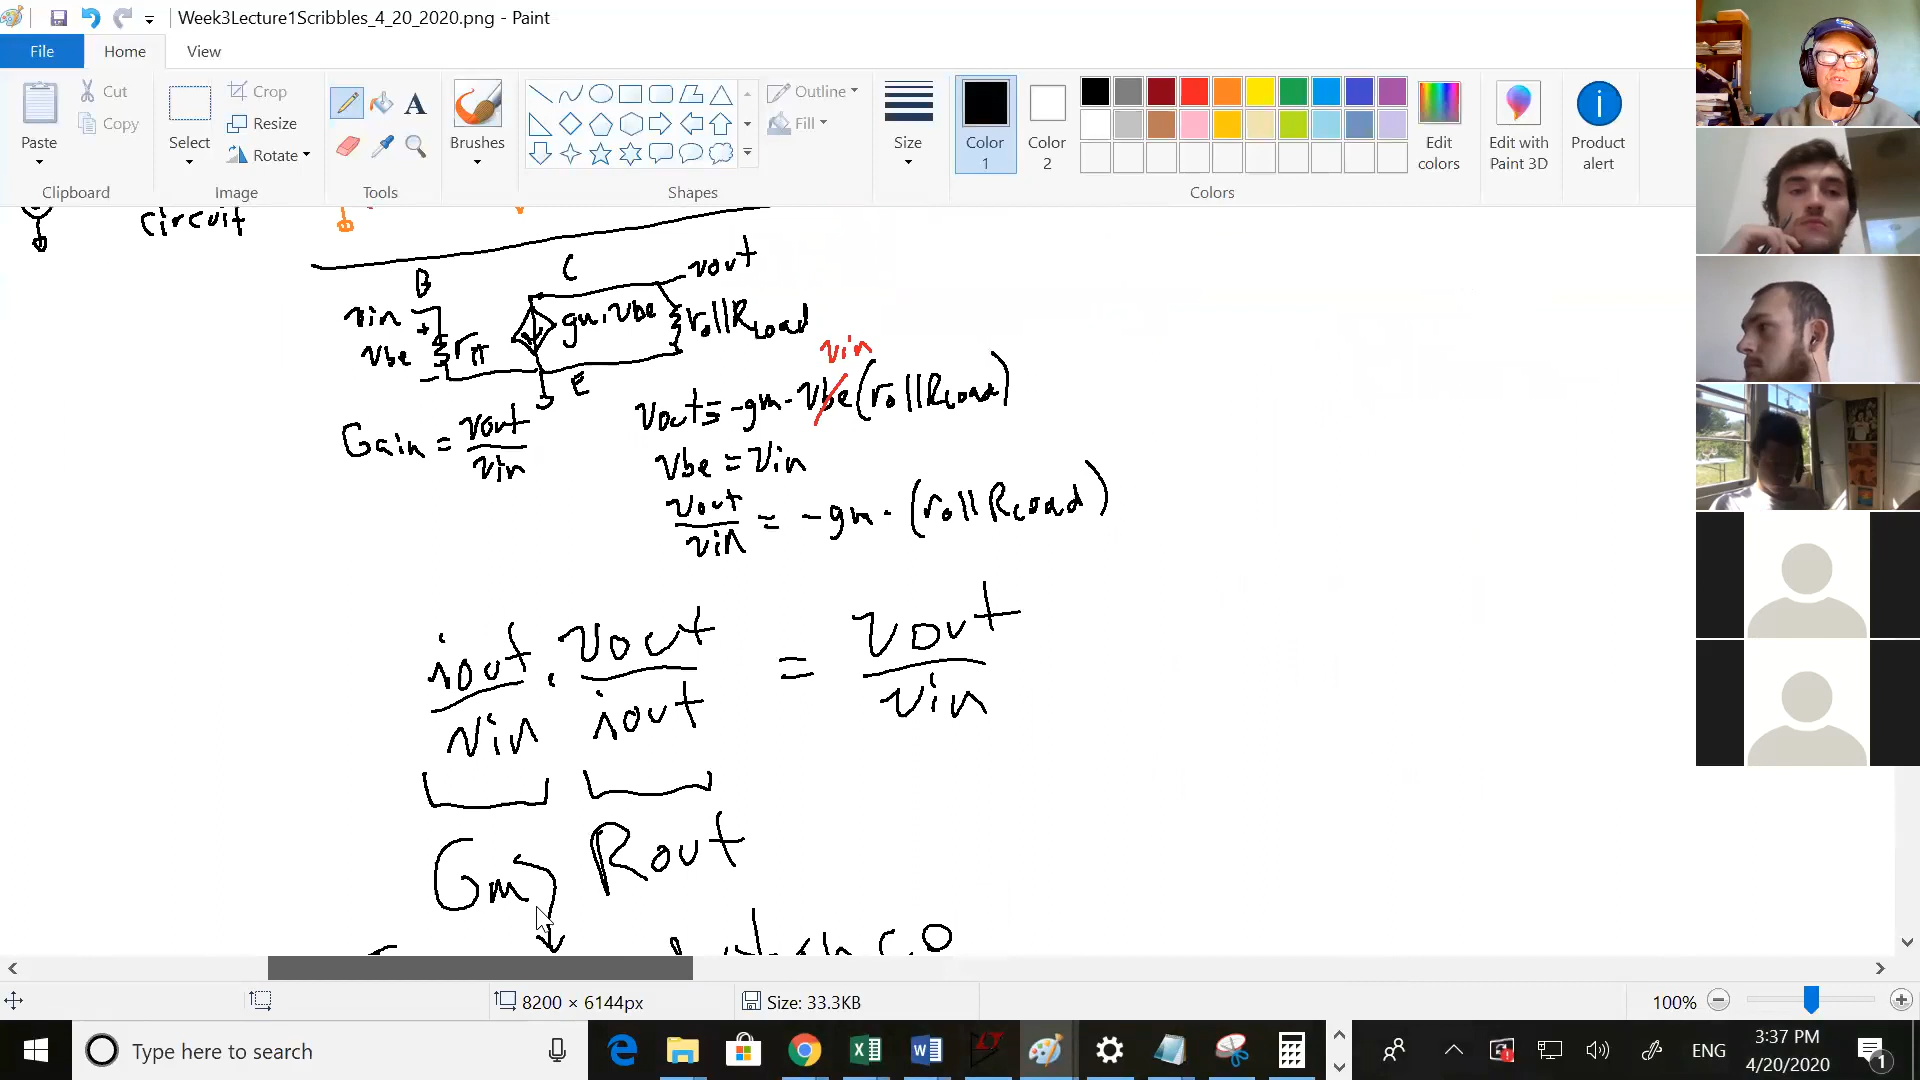 Week3Lecture1Scribbles_4_20_2020.png - Paint
File Home View
Paste Cut Copy Clipboard
Select Crop Resize Rotate Image
Tools
Brushes
Shapes
Outline Fill
Size
Color 1 Color 2
Edit colors
Colors
Edit with Paint 3D
Product alert
circuit
B C vout
vin + gm.vbe ro||RLoad
vbe rπ
E
vin
vout = -gm · vbe (ro||RLoad)
Gain = vout/vin
vbe = vin
vout/vin = -gm · (ro||RLoad)
iout/vin · vout/iout = vout/vin
Gm Rout
8200 × 6144px
Size: 33.3KB
100%
Type here to search
ENG
3:37 PM
4/20/2020
1